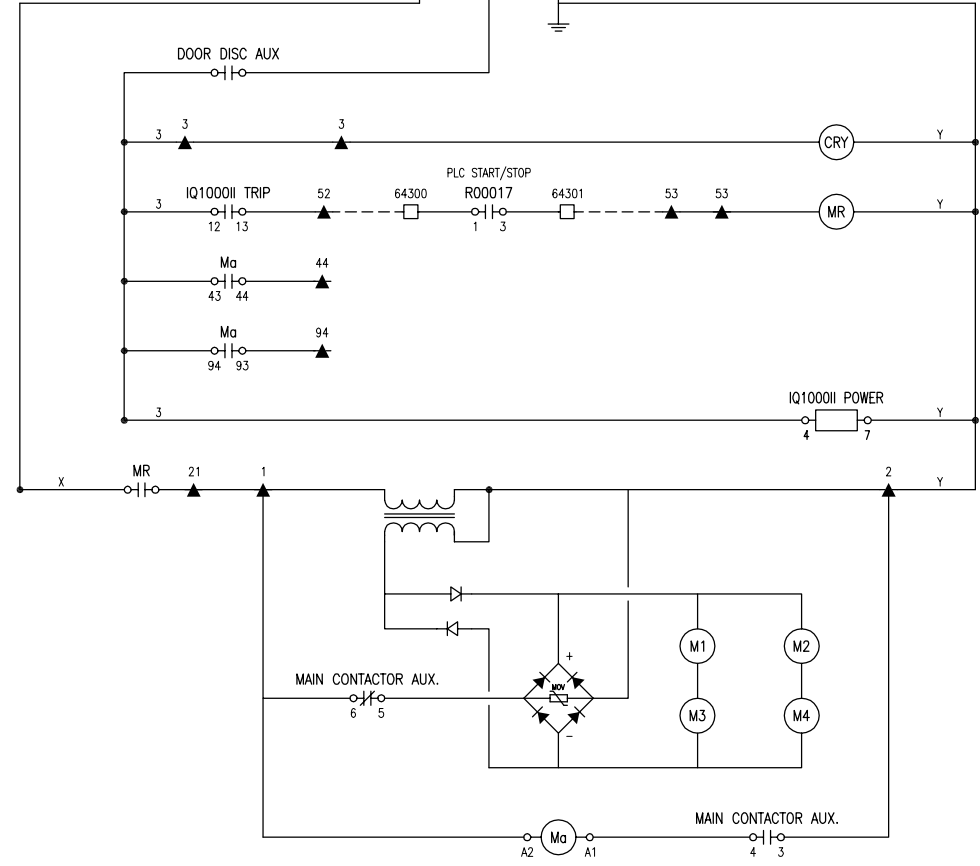 DOOR DISC AUX
3 3 3 CRY Y
PLC START/STOP
IQ1000II TRIP 52 64300 R00017 64301 53 53
3 MR Y
12 13 1 3
Ma 44
43 44
Ma 94
94 93
IQ1000II POWER
3 Y
4 7
MR 21 1 2
X Y
M1 M2
+
MAIN CONTACTOR AUX. MOV
6 5
M3 M4
-
MAIN CONTACTOR AUX.
Ma
A2 A1 4 3